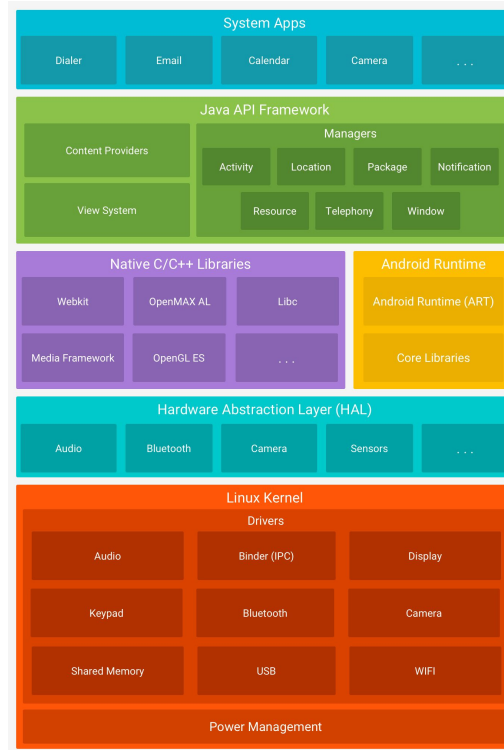 System Apps
Dialer
Email
Calendar
Camera
. . .
Java API Framework
Content Providers
View System
Managers
Activity
Location
Package
Notification
Resource
Telephony
Window
Native C/C++ Libraries
Webkit
OpenMAX AL
Libc
Media Framework
OpenGL ES
. . .
Android Runtime
Android Runtime (ART)
Core Libraries
Hardware Abstraction Layer (HAL)
Audio
Bluetooth
Camera
Sensors
. . .
Linux Kernel
Drivers
Audio
Binder (IPC)
Display
Keypad
Bluetooth
Camera
Shared Memory
USB
WIFI
Power Management